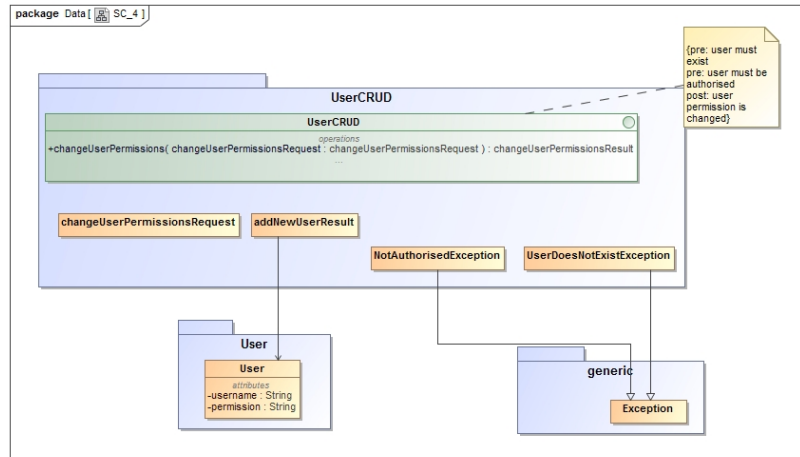 package Data [ SC_4 ]
{pre: user must
exist
pre: user must be
authorised
post: user
permission is
changed}
UserCRUD
UserCRUD
operations
+changeUserPermissions( changeUserPermissionsRequest : changeUserPermissionsRequest ) : changeUserPermissionsResult
....
changeUserPermissionsRequest
addNewUserResult
NotAuthorisedException
UserDoesNotExistException
User
User
attributes
-username : String
-permission : String
generic
Exception